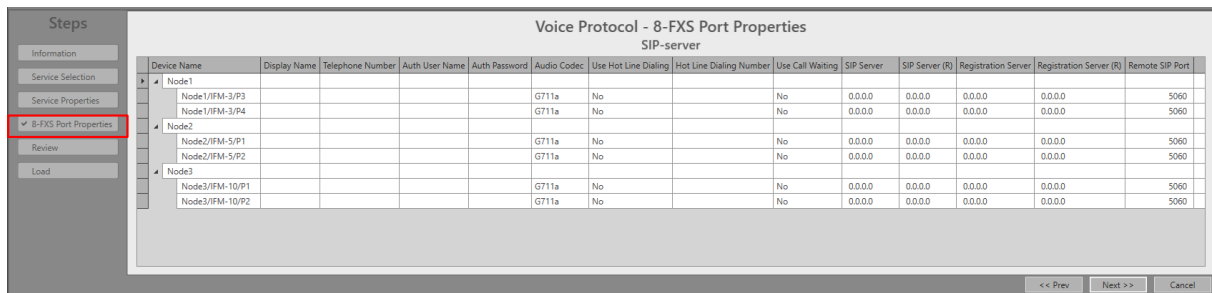 Steps
Information
Service Selection
Service Properties
8-FXS Port Properties
Review
Load
Voice Protocol - 8-FXS Port Properties
SIP-server
Device Name Display Name Telephone Number Auth User Name Auth Password Audio Codec Use Hot Line Dialing Hot Line Dialing Number Use Call Waiting SIP Server SIP Server (R) Registration Server Registration Server (R) Remote SIP Port
Node1
Node1/IFM-3/P3 G711a No No 0.0.0.0 0.0.0.0 0.0.0.0 0.0.0.0 5060
Node1/IFM-3/P4 G711a No No 0.0.0.0 0.0.0.0 0.0.0.0 0.0.0.0 5060
Node2
Node2/IFM-5/P1 G711a No No 0.0.0.0 0.0.0.0 0.0.0.0 0.0.0.0 5060
Node2/IFM-5/P2 G711a No No 0.0.0.0 0.0.0.0 0.0.0.0 0.0.0.0 5060
Node3
Node3/IFM-10/P1 G711a No No 0.0.0.0 0.0.0.0 0.0.0.0 0.0.0.0 5060
Node3/IFM-10/P2 G711a No No 0.0.0.0 0.0.0.0 0.0.0.0 0.0.0.0 5060
<< Prev Next >> Cancel